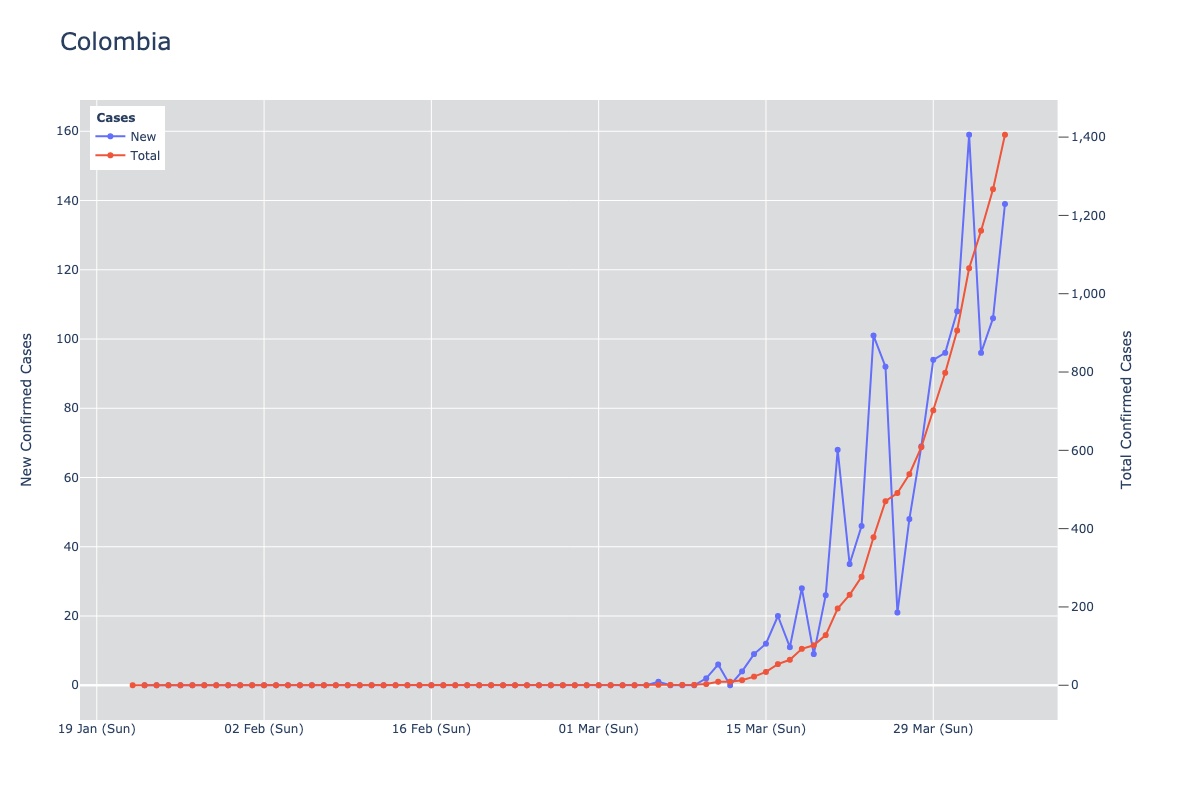 Colombia
Cases
New
Total
160
140
120
100
80
60
40
20
0
New Confirmed Cases
1,400
1,200
1,000
800
600
400
200
0
Total Confirmed Cases
19 Jan (Sun)
02 Feb (Sun)
16 Feb (Sun)
01 Mar (Sun)
15 Mar (Sun)
29 Mar (Sun)